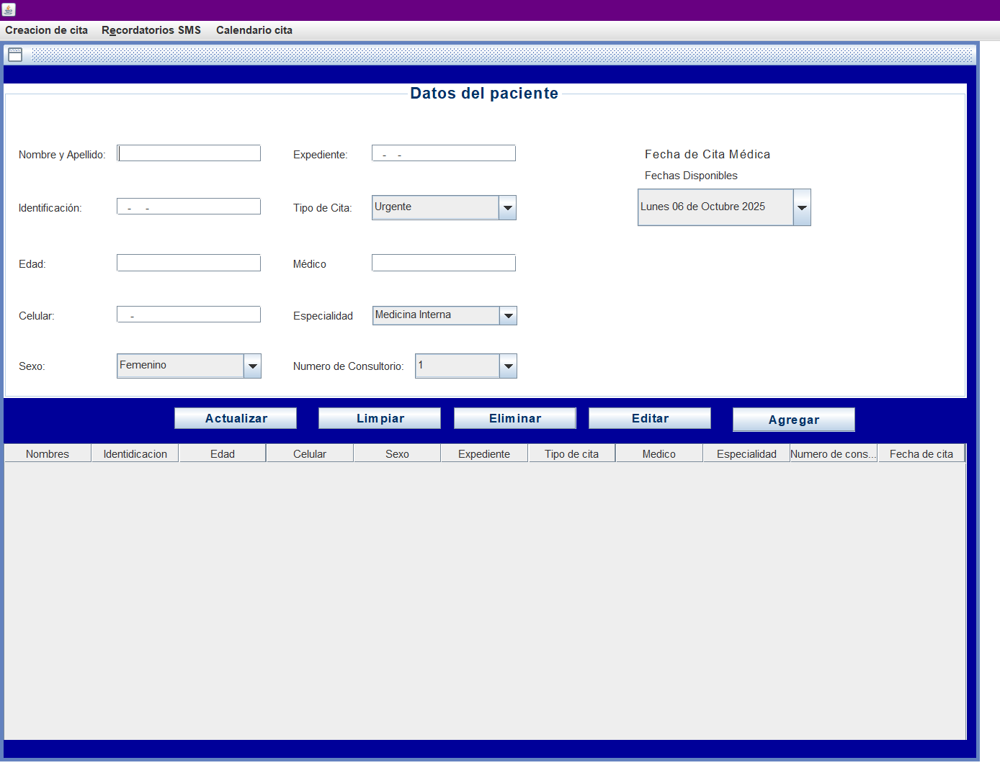 Creacion de cita Recordatorios SMS Calendario cita
Datos del paciente
Nombre y Apellido: Expediente: - - Fecha de Cita Médica
Fechas Disponibles
Identificación: - - Tipo de Cita: Urgente Lunes 06 de Octubre 2025
Edad: Médico
Celular: - Especialidad Medicina Interna
Sexo: Femenino Numero de Consultorio: 1
Actualizar Limpiar Eliminar Editar Agregar
Nombres Identidicacion Edad Celular Sexo Expediente Tipo de cita Medico Especialidad Numero de cons... Fecha de cita